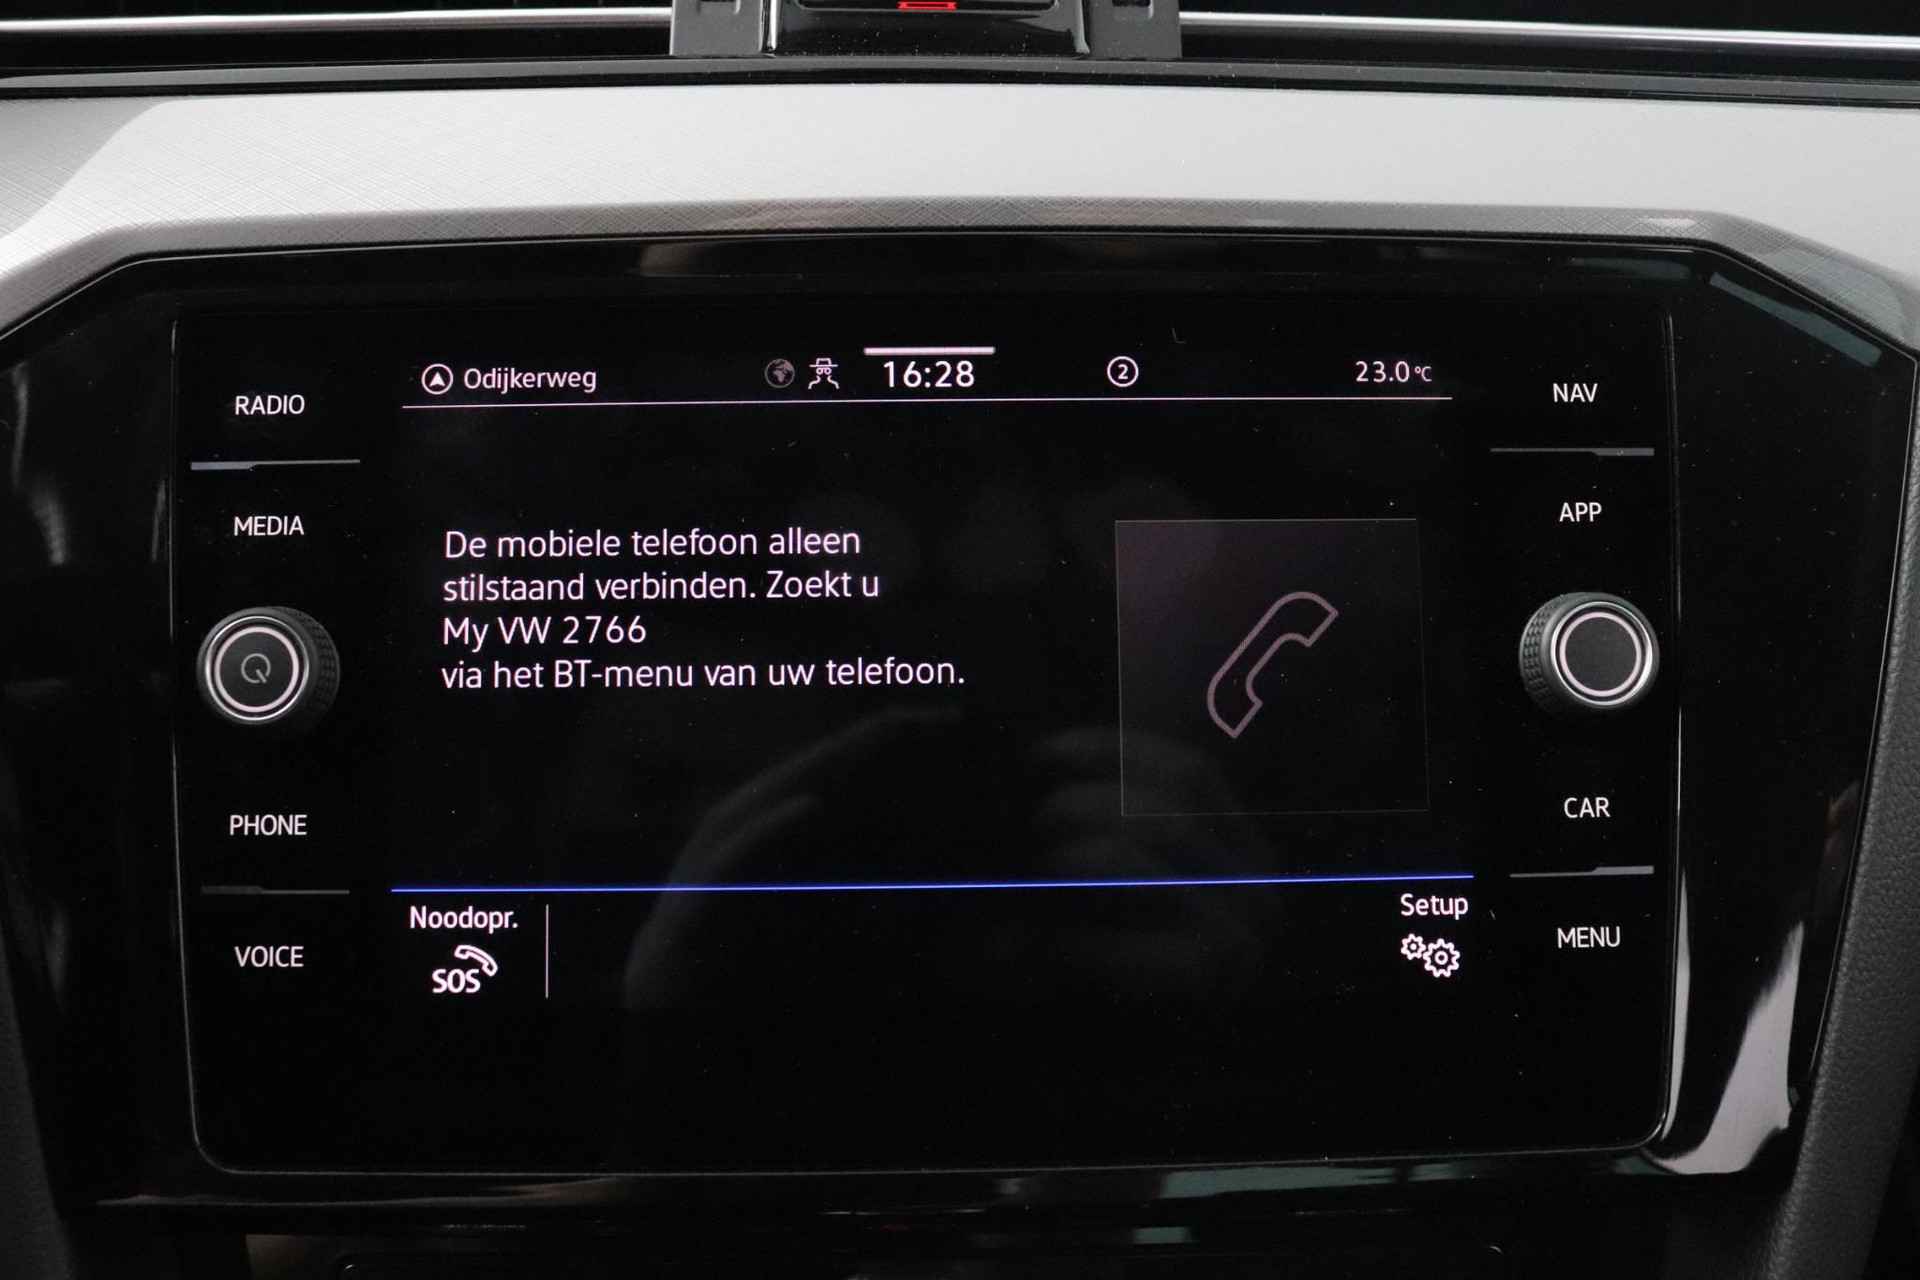 Odijkerweg 16:28 2 23.0 °C
RADIO
NAV
MEDIA
APP
De mobiele telefoon alleen
stilstaand verbinden. Zoekt u
My VW 2766
via het BT-menu van uw telefoon.
PHONE
CAR
VOICE
MENU
Noodopr.
SOS
Setup